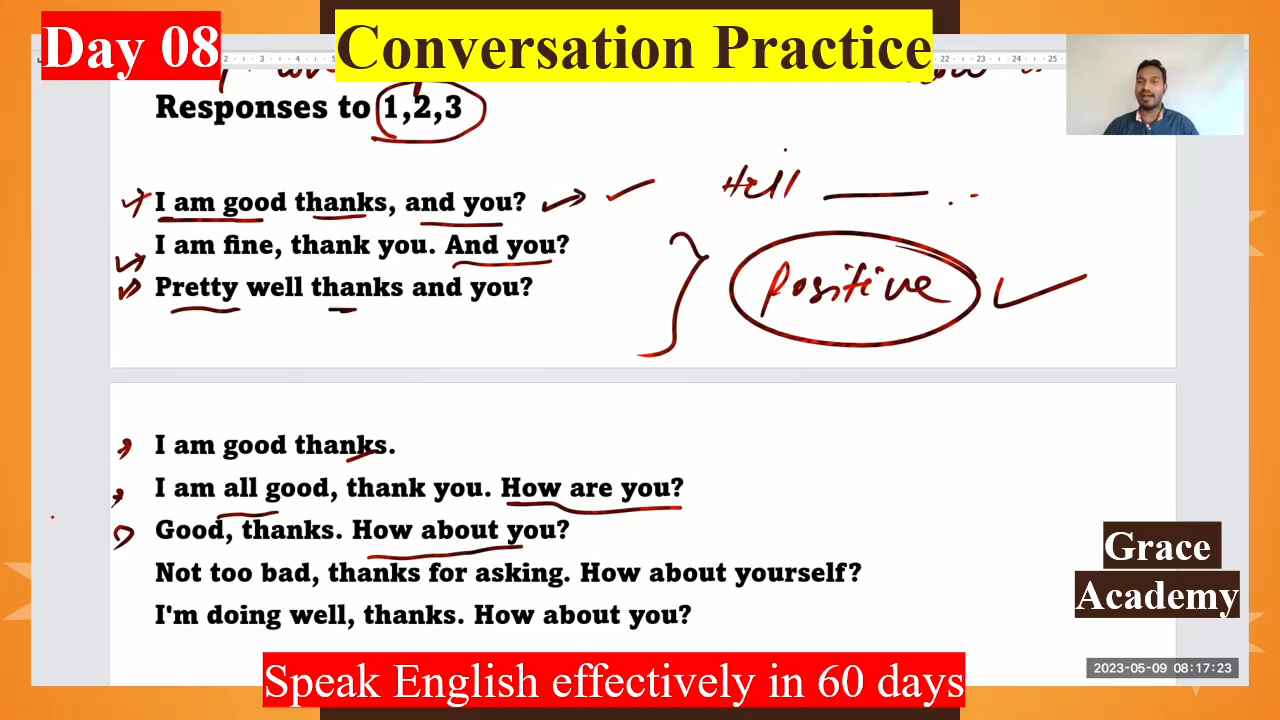 Day 08
Conversation Practice
Responses to 1,2,3
I am good thanks, and you?
I am fine, thank you. And you?
Pretty well thanks and you?
Positive
I am good thanks.
I am all good, thank you. How are you?
Good, thanks. How about you?
Not too bad, thanks for asking. How about yourself?
I'm doing well, thanks. How about you?
Grace
Academy
2023-05-09 08:17:23
Speak English effectively in 60 days